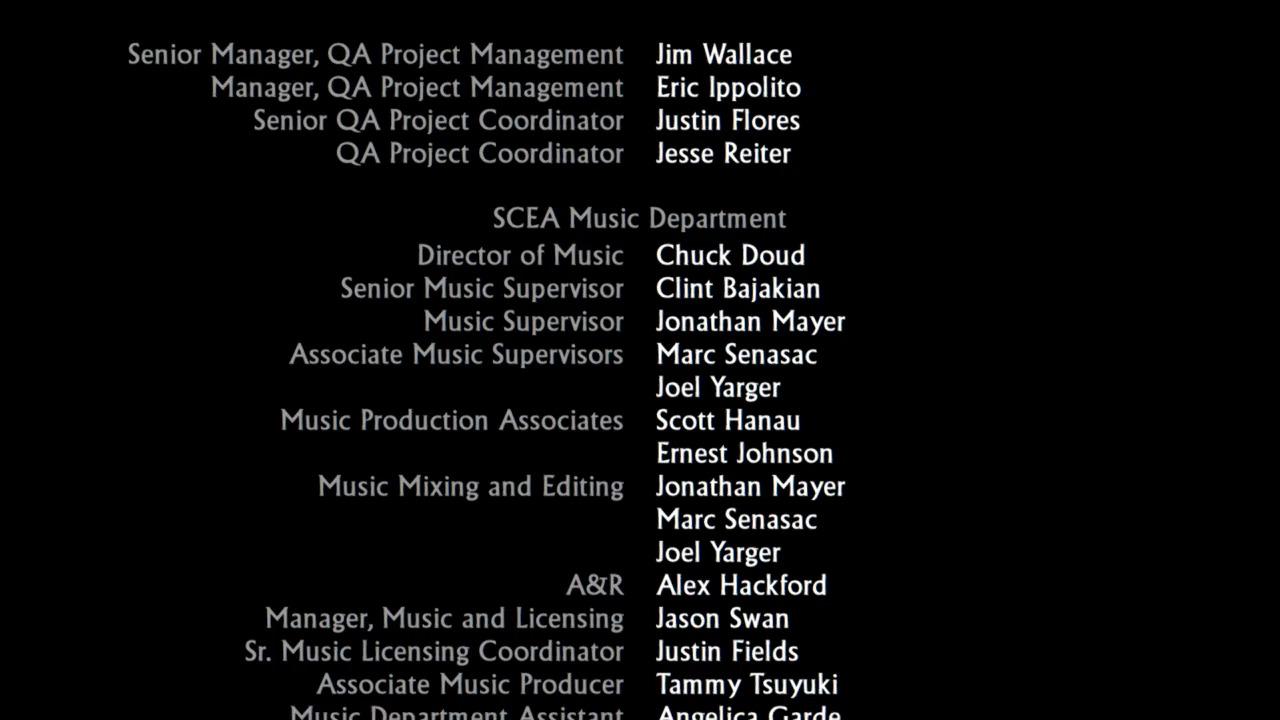 Senior Manager, QA Project Management Jim Wallace
Manager, QA Project Management Eric Ippolito
Senior QA Project Coordinator Justin Flores
QA Project Coordinator Jesse Reiter
SCEA Music Department
Director of Music Chuck Doud
Senior Music Supervisor Clint Bajakian
Music Supervisor Jonathan Mayer
Associate Music Supervisors Marc Senasac
Joel Yarger
Music Production Associates Scott Hanau
Ernest Johnson
Music Mixing and Editing Jonathan Mayer
Marc Senasac
Joel Yarger
A&R Alex Hackford
Manager, Music and Licensing Jason Swan
Sr. Music Licensing Coordinator Justin Fields
Associate Music Producer Tammy Tsuyuki
Music Department Assistant Angelica Garde